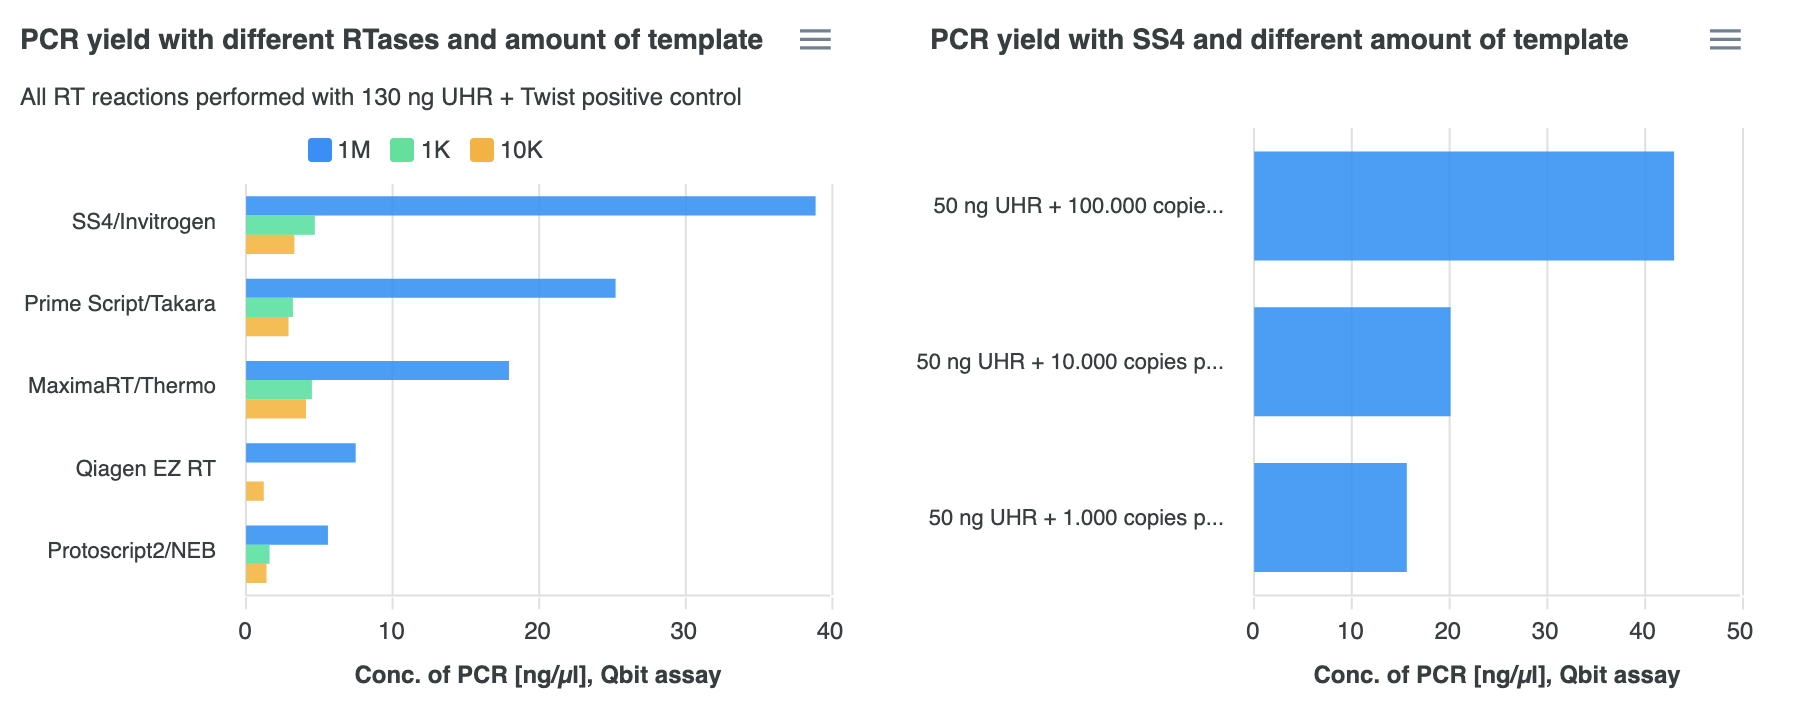 PCR yield with different RTases and amount of template
All RT reactions performed with 130 ng UHR + Twist positive control
1M 1K 10K
SS4/Invitrogen
Prime Script/Takara
MaximaRT/Thermo
Qiagen EZ RT
Protoscript2/NEB
0 10 20 30 40
Conc. of PCR [ng/µl], Qbit assay
PCR yield with SS4 and different amount of template
50 ng UHR + 100.000 copie...
50 ng UHR + 10.000 copies p...
50 ng UHR + 1.000 copies p...
0 10 20 30 40 50
Conc. of PCR [ng/µl], Qbit assay